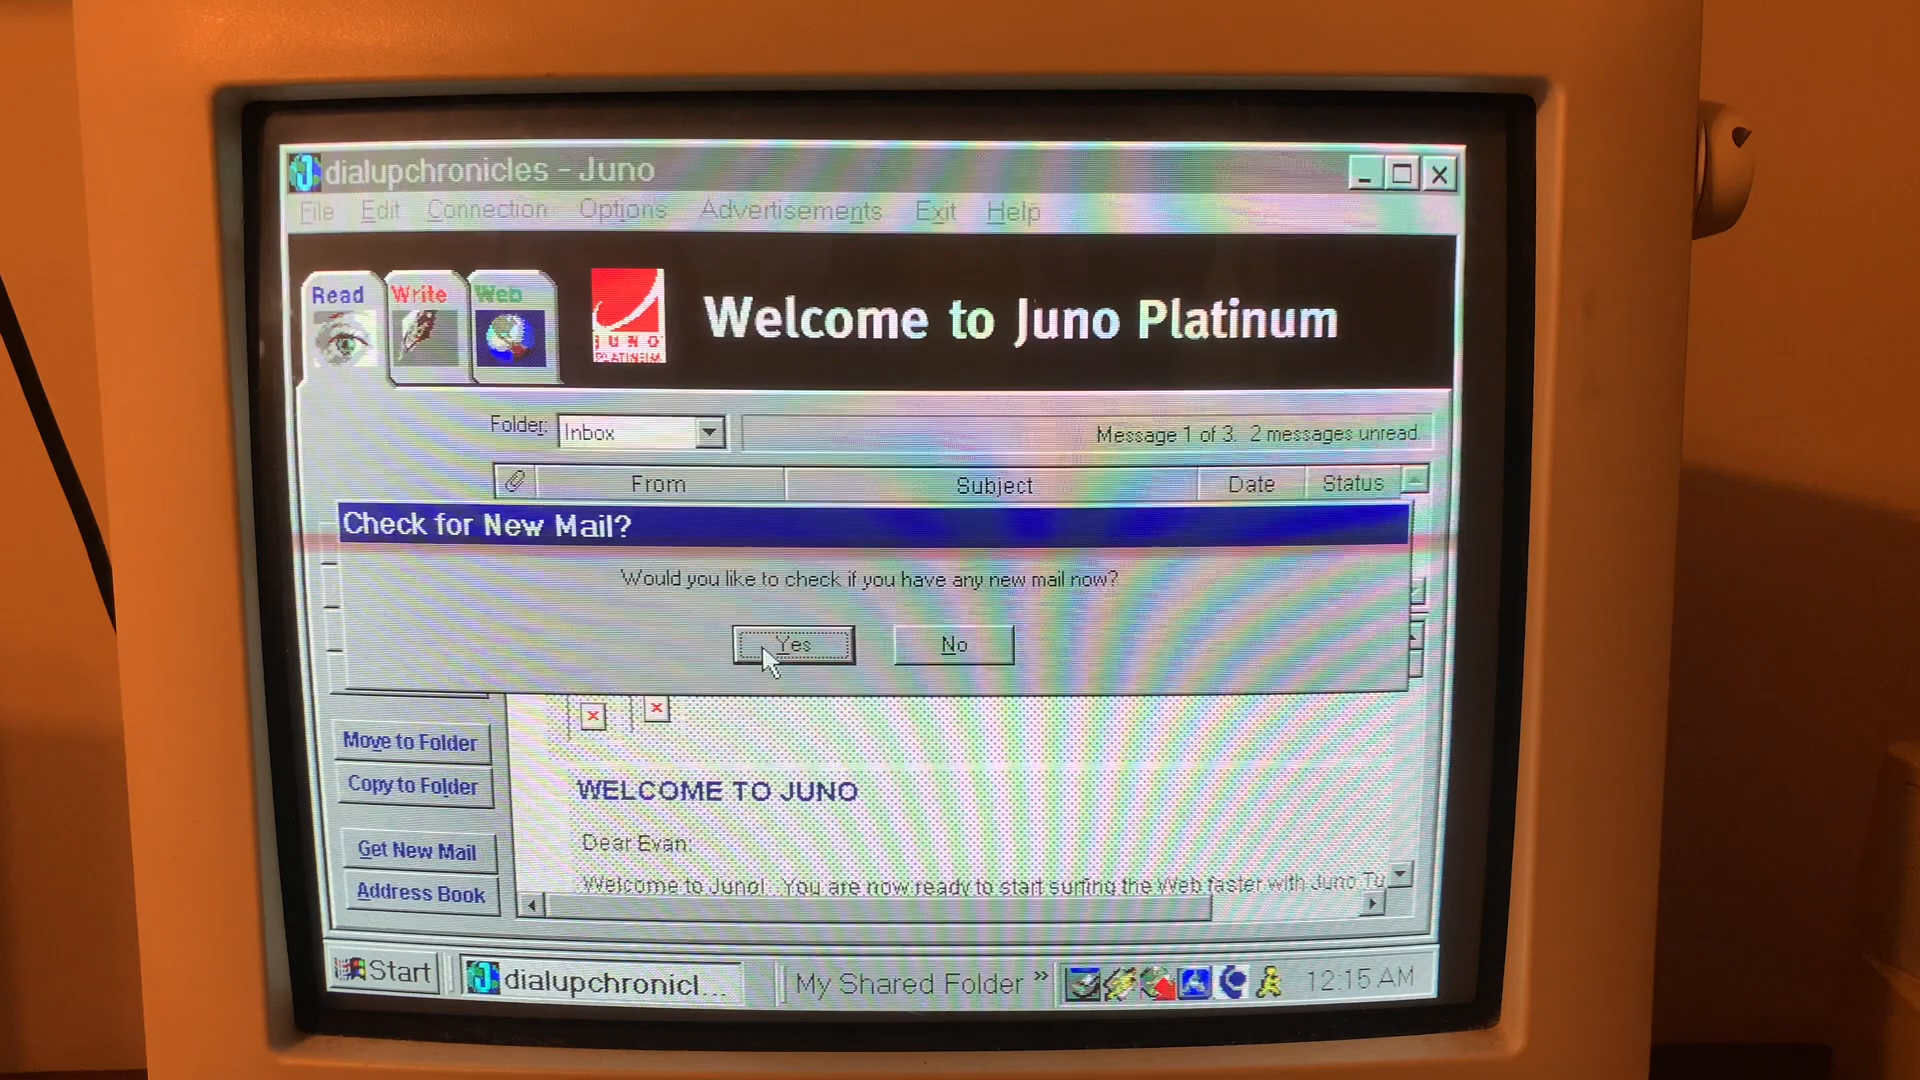 dialupchronicles - Juno
File Edit Connection Options Advertisements Exit Help
Read Write Web
JUNO
PLATINUM
Welcome to Juno Platinum
Folder: Inbox
Message 1 of 3. 2 messages unread.
From Subject Date Status
Check for New Mail?
Would you like to check if you have any new mail now?
Yes No
Move to Folder
Copy to Folder
Get New Mail
Address Book
WELCOME TO JUNO
Dear Evan:
Welcome to Juno! You are now ready to start surfing the Web faster with Juno Tu
Start dialupchronicl... My Shared Folder » 12:15 AM